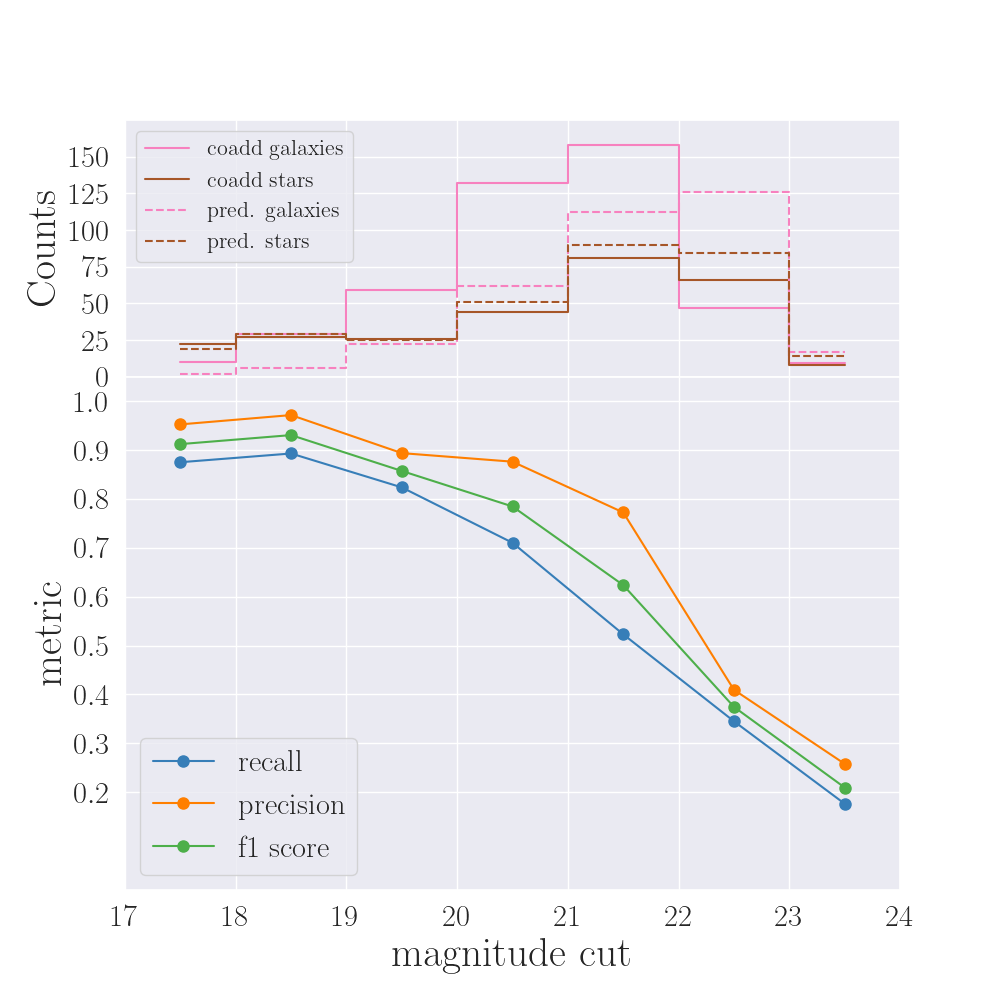 Counts
150
125
100
75
50
25
0
coadd galaxies
coadd stars
pred. galaxies
pred. stars
metric
1.0
0.9
0.8
0.7
0.6
0.5
0.4
0.3
0.2
recall
precision
f1 score
17 18 19 20 21 22 23 24
magnitude cut